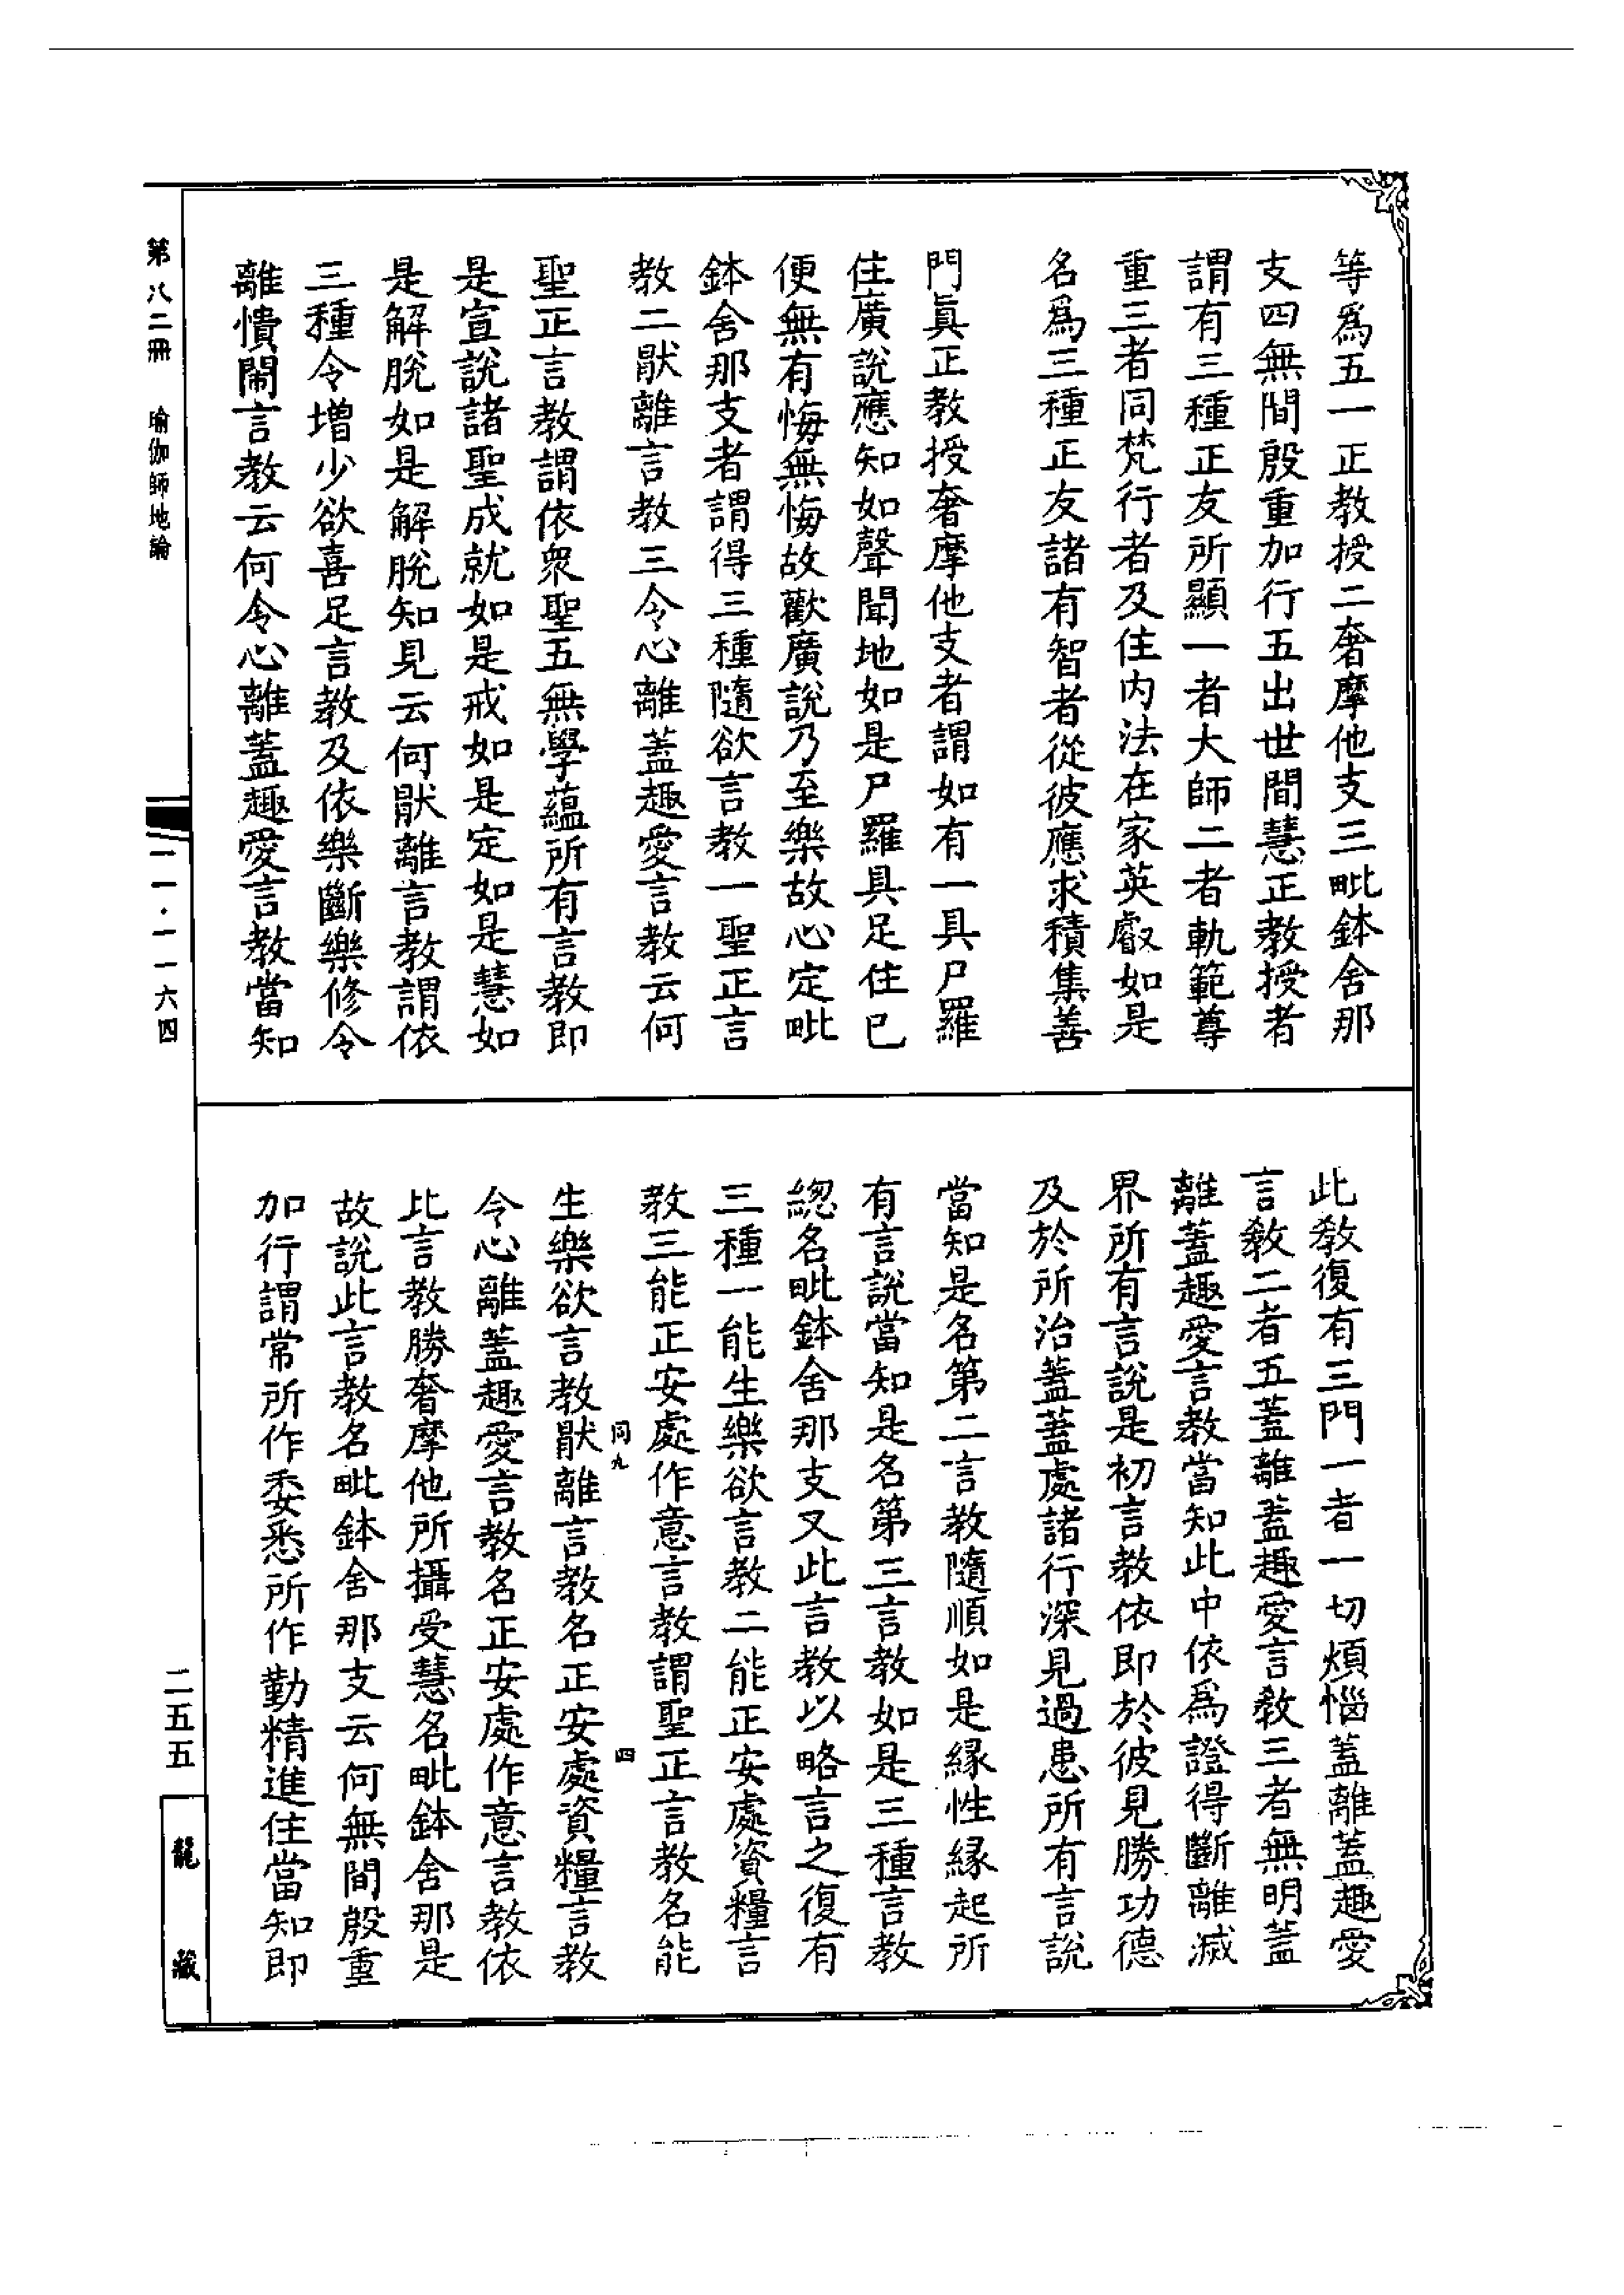 等爲五一正教授二奢摩他支三毗鉢舍那
支四無間殷重加行五出世間慧正教授者
謂有三種正友所顯一者大師二者軌範尊
重三者同梵行者及住內法在家英叡如是
名爲三種正友諸有智者從彼應求積集善
門眞正教授奢摩他支者謂如有一具尸羅
住廣說應知如聲聞地如是尸羅具足住已
便無有悔無悔故歡廣說乃至樂故心定毗
鉢舍那支者謂得三種隨欲言教一聖正言
教二猒離言教三令心離蓋趣愛言教云何
聖正言教謂依衆聖五無學蘊所有言教即
是宣說諸聖成就如是戒如是定如是慧如
是解脫如是解脫知見云何猒離言教謂依
三種令增少欲喜足言教及依樂斷樂修令
離憒鬧言教云何令心離蓋趣愛言教當知
此教復有三門一者一切煩惱蓋離蓋趣愛
言教二者五蓋離蓋趣愛言教三者無明蓋
離蓋趣愛言教當知此中依爲證得斷離滅
界所有言說是初言教依即於彼見勝功德
及於所治蓋蓋處諸行深見過患所有言說
當知是名第二言教隨順如是緣性緣起所
有言說當知是名第三言教如是三種言教
緫名毗鉢舍那支又此言教以略言之復有
三種一能生樂欲言教二能正安處資糧言
教三能正安處作意言教謂聖正言教名能
同九 四
生樂欲言教猒離言教名正安處資糧言教
令心離蓋趣愛言教名正安處作意言教依
比言教勝奢摩他所攝受慧名毗鉢舍那是
故說此言教名毗鉢舍那支云何無間殷重
加行謂常所作委悉所作勤精進住當知即
第八二冊 瑜伽師地論
一一·一一六四
二五五
龍藏